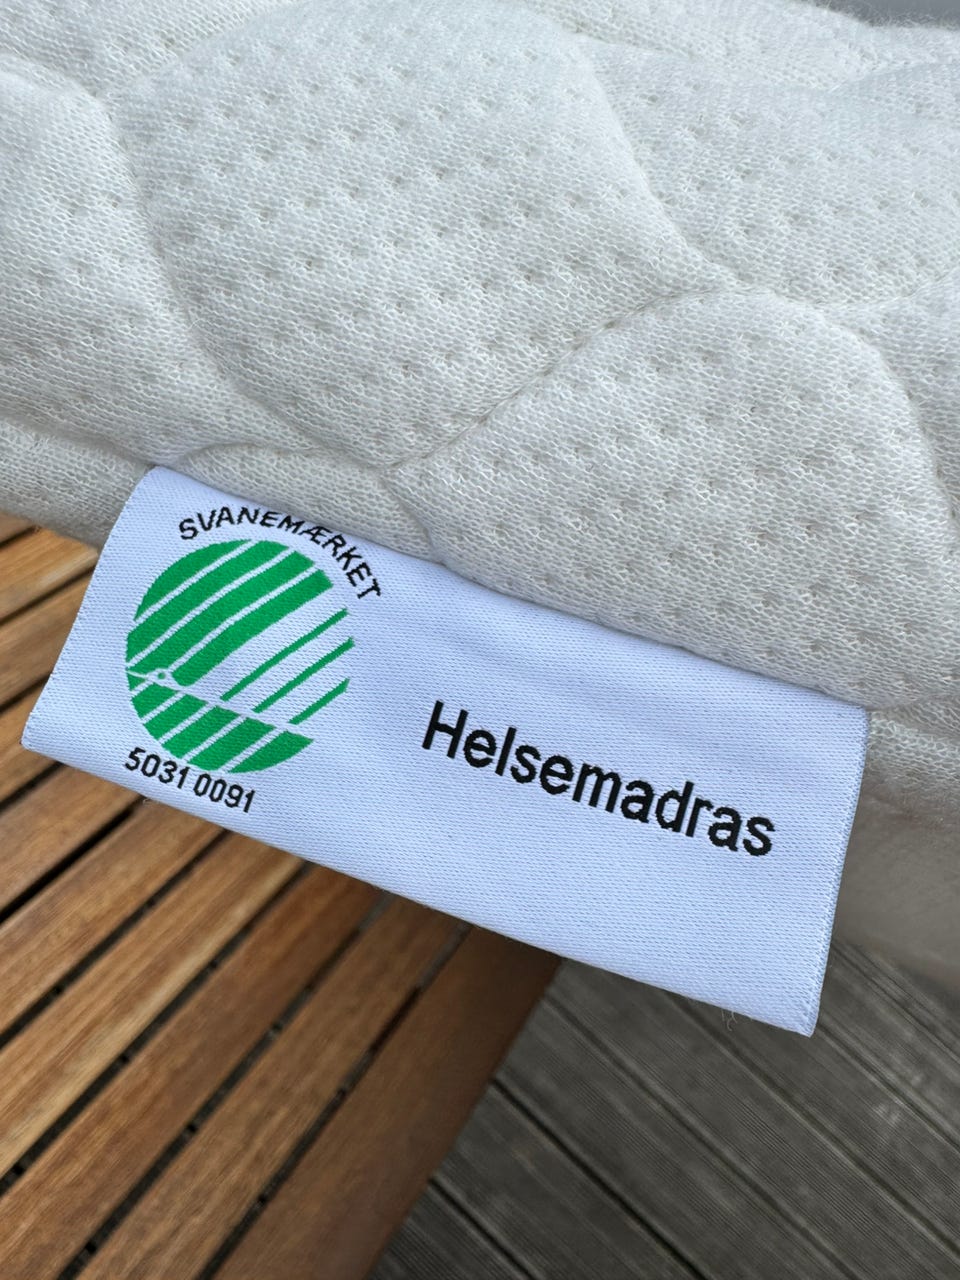 SVANEMÆRKET
5031 0091
Helsemadras